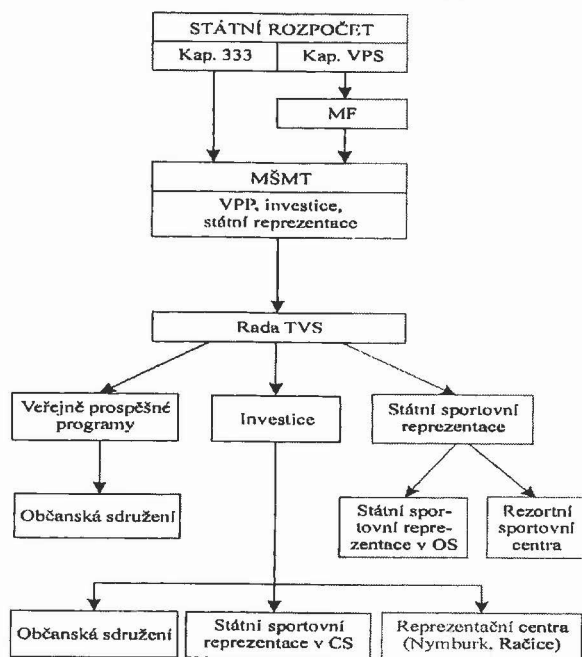 STÁTNÍ ROZPOČET
Kap. 333
Kap. VPS
MF
MŠMT
VPP, investice,
státní reprezentace
Rada TVS
Veřejně prospěšné
programy
Investice
Státní sportovní
reprezentace
Občanská sdružení
Státní spor-
tovní repre-
zentace v OS
Rezortní
sportovní
centra
Občanská sdružení
Státní sportovní
reprezentace v CS
Reprezentační centra
(Nymburk, Račice)